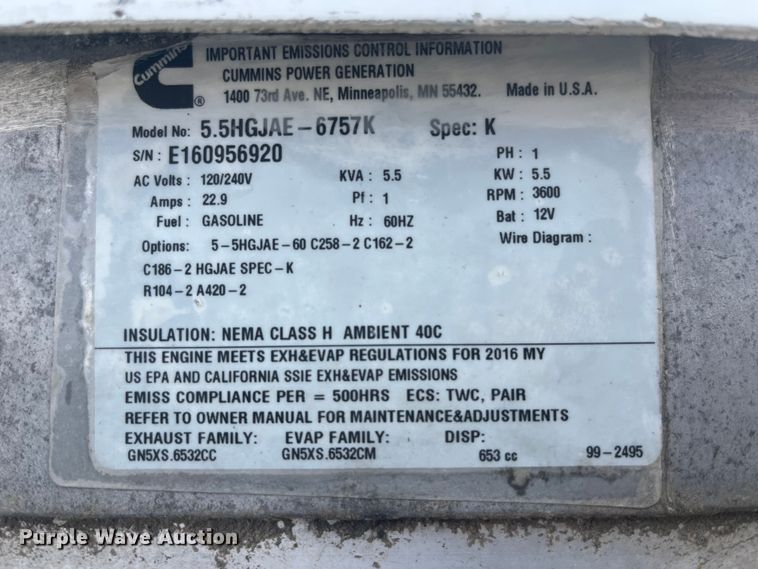 IMPORTANT EMISSIONS CONTROL INFORMATION
Cummins
CUMMINS POWER GENERATION
® 1400 73rd Ave. NE, Minneapolis, MN 55432. Made in U.S.A.
Model No: 5.5HGJAE-6757K Spec: K
S/N: E160956920 PH: 1
AC Volts: 120/240V KVA: 5.5 KW: 5.5
Amps: 22.9 Pf: 1 RPM: 3600
Fuel: GASOLINE Hz: 60HZ Bat: 12V
Options: 5-5HGJAE-60 C258-2 C162-2 Wire Diagram:
C186-2 HGJAE SPEC-K
R104-2 A420-2
INSULATION: NEMA CLASS H AMBIENT 40C
THIS ENGINE MEETS EXH&EVAP REGULATIONS FOR 2016 MY
US EPA AND CALIFORNIA SSIE EXH&EVAP EMISSIONS
EMISS COMPLIANCE PER = 500HRS ECS: TWC, PAIR
REFER TO OWNER MANUAL FOR MAINTENANCE&ADJUSTMENTS
EXHAUST FAMILY: EVAP FAMILY: DISP:
GN5XS.6532CC GN5XS.6532CM 653 cc 99-2495
Purple Wave Auction